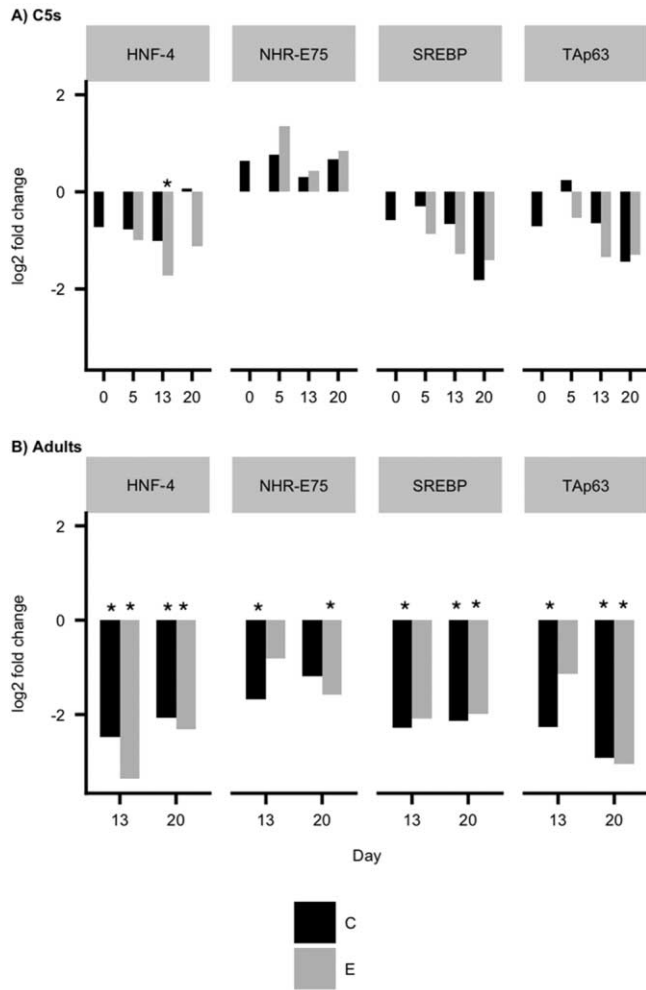 A) C5s
HNF-4 NHR-E75 SREBP TAp63
2
*
0
-2
log2 fold change
0 5 13 20 0 5 13 20 0 5 13 20 0 5 13 20
B) Adults
HNF-4 NHR-E75 SREBP TAp63
2
* * * * * * * * * * * *
0
-2
log2 fold change
13 20 13 20 13 20 13 20
Day
C
E